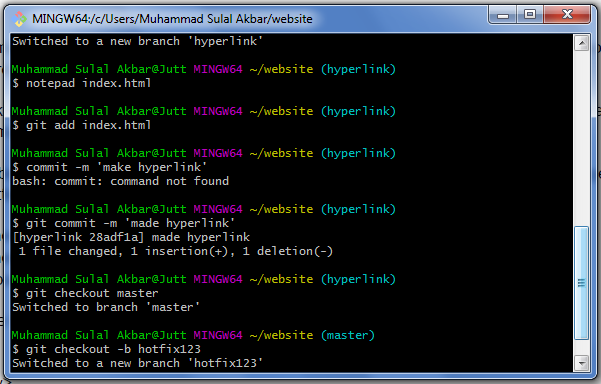 MINGW64:/c/Users/Muhammad Sulal Akbar/website
Switched to a new branch 'hyperlink'
Muhammad Sulal Akbar@Jutt MINGW64 ~/website (hyperlink)
$ notepad index.html
Muhammad Sulal Akbar@Jutt MINGW64 ~/website (hyperlink)
$ git add index.html
Muhammad Sulal Akbar@Jutt MINGW64 ~/website (hyperlink)
$ commit -m 'make hyperlink'
bash: commit: command not found
Muhammad Sulal Akbar@Jutt MINGW64 ~/website (hyperlink)
$ git commit -m 'made hyperlink'
[hyperlink 28adf1a] made hyperlink
 1 file changed, 1 insertion(+), 1 deletion(-)
Muhammad Sulal Akbar@Jutt MINGW64 ~/website (hyperlink)
$ git checkout master
Switched to branch 'master'
Muhammad Sulal Akbar@Jutt MINGW64 ~/website (master)
$ git checkout -b hotfix123
Switched to a new branch 'hotfix123'